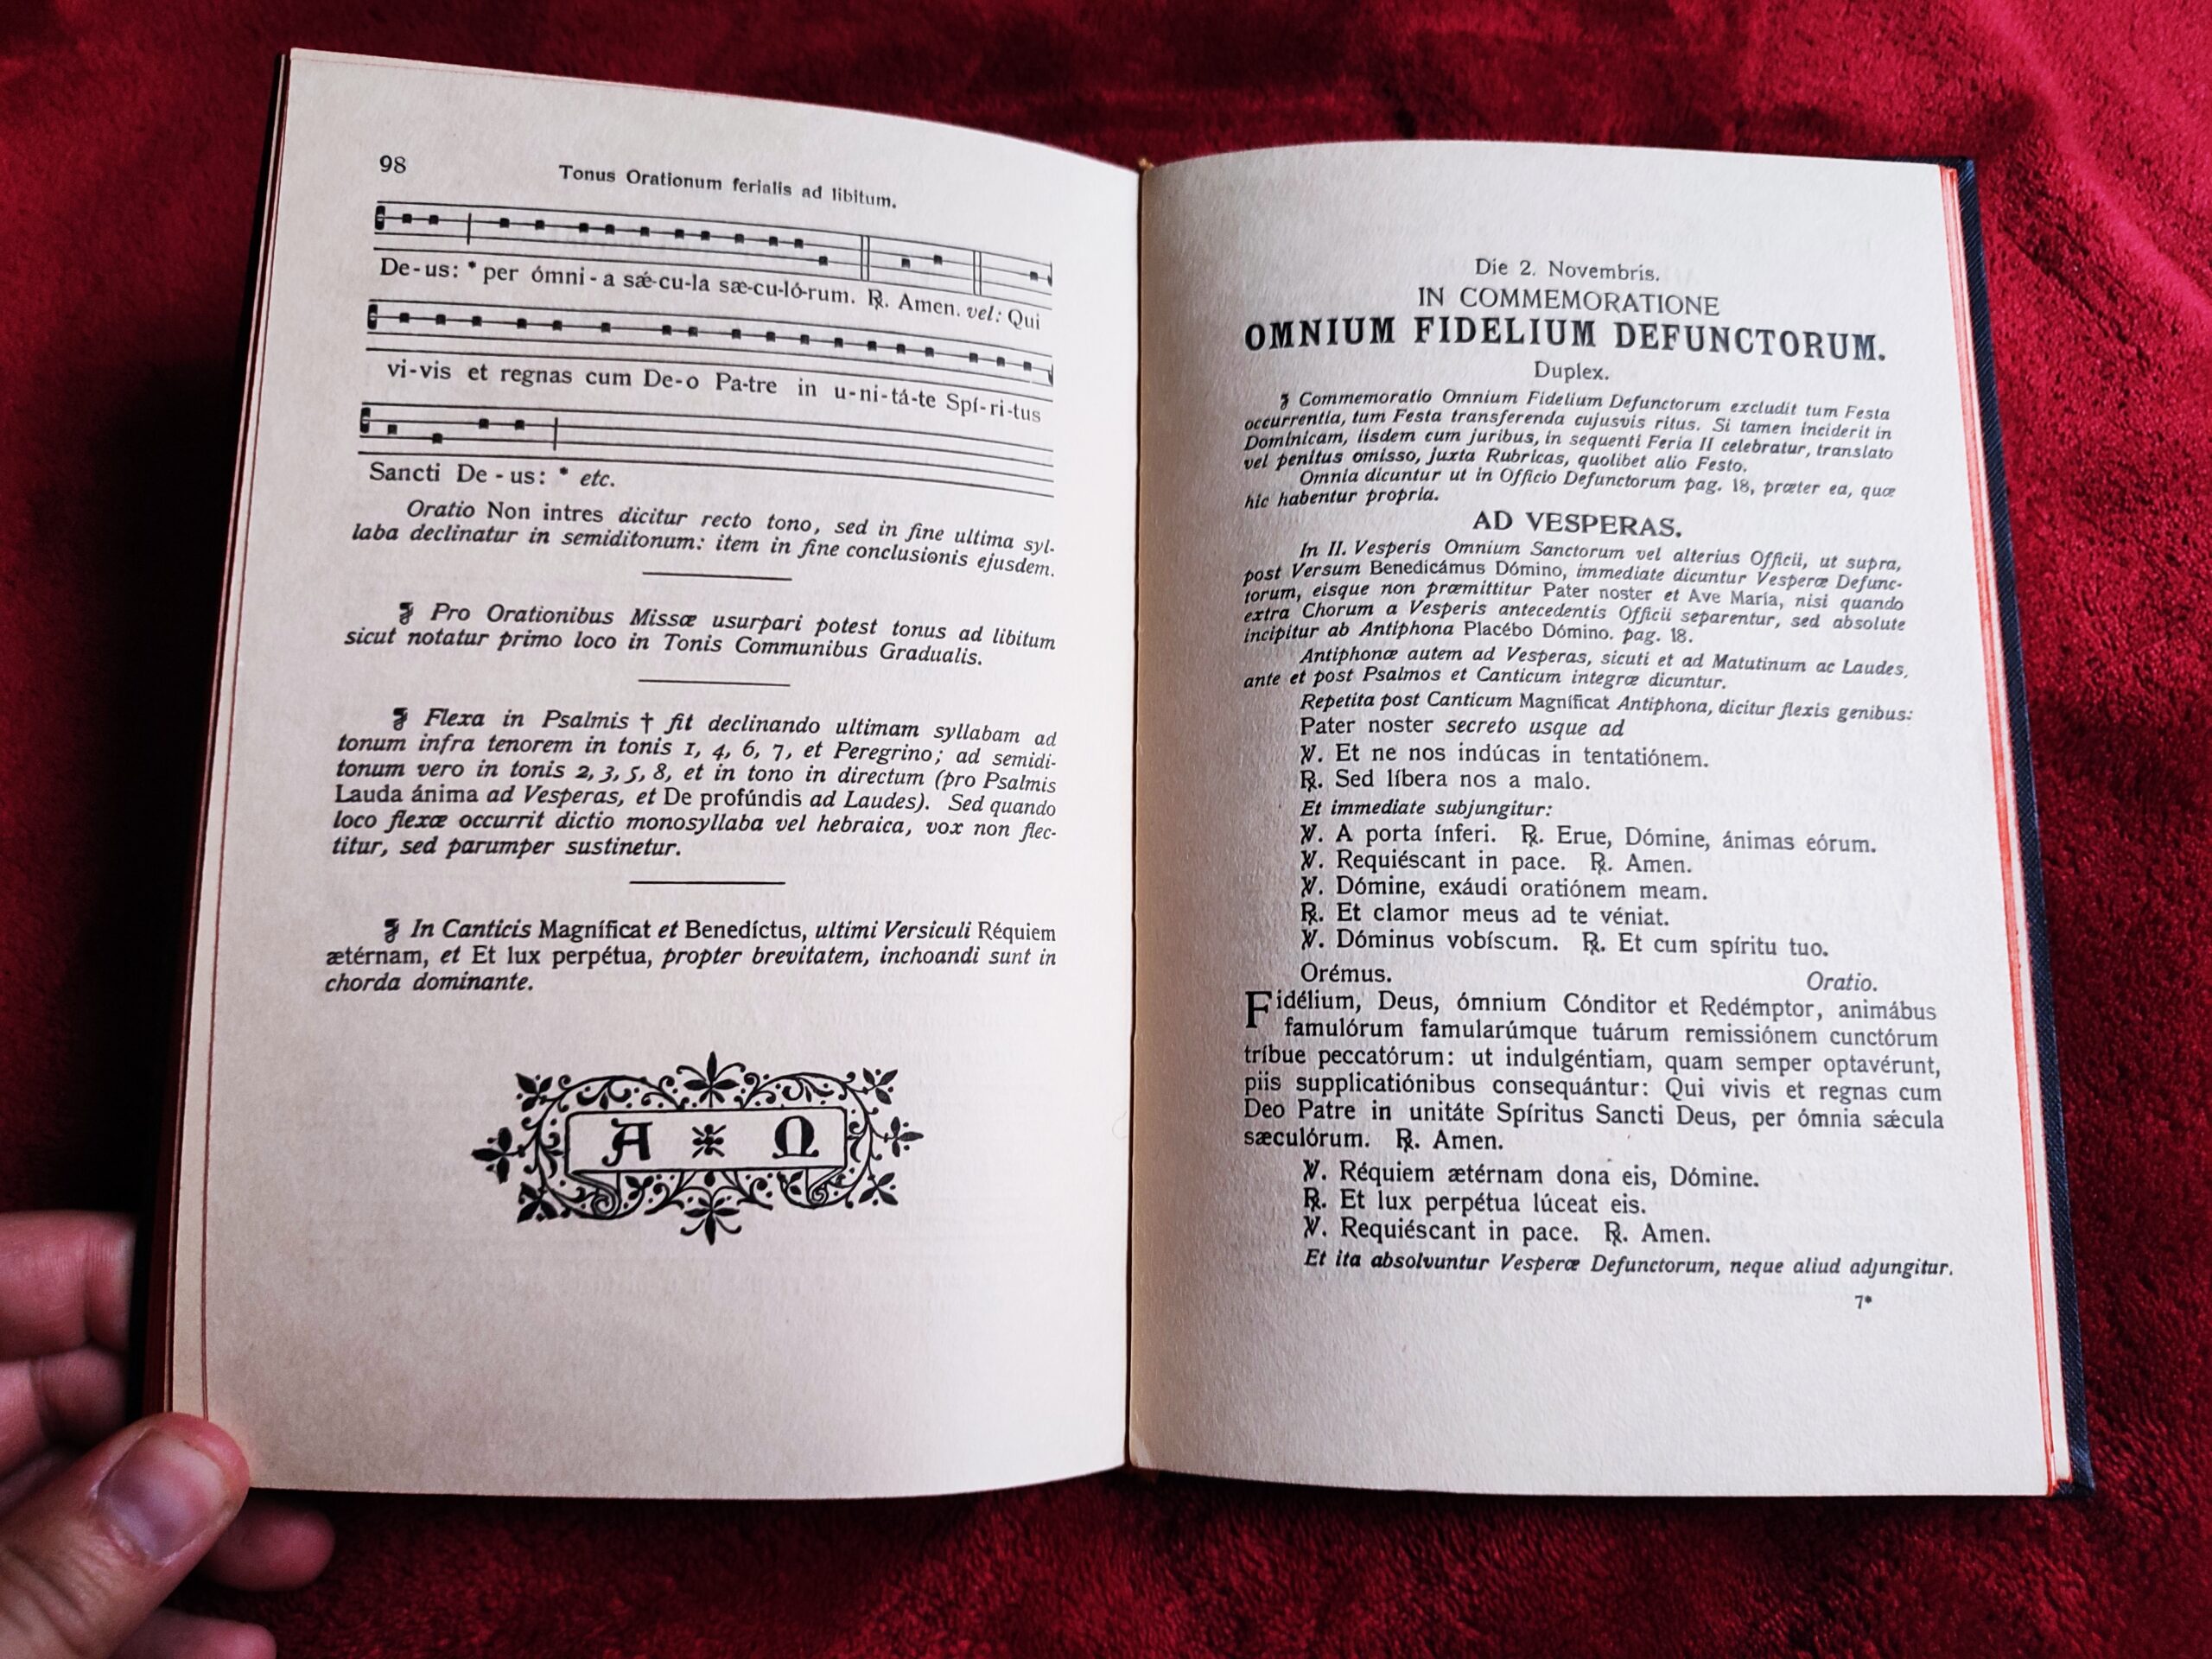 98
Tonus Orationum ferialis ad libitum.
De-us: * per ómni-a sǽ-cu-la sæ-cu-ló-rum. ℟. Amen. vel: Qui
vi-vis et regnas cum De-o Pa-tre in u-ni-tá-te Spí-ri-tus
Sancti De-us: * etc.
Oratio Non intres dicitur recto tono, sed in fine ultima syl-
laba declinatur in semiditonum: item in fine conclusionis ejusdem.
Pro Orationibus Missæ usurpari potest tonus ad libitum
sicut notatur primo loco in Tonis Communibus Gradualis.
Flexa in Psalmis † fit declinando ultimam syllabam ad
tonum infra tenorem in tonis 1, 4, 6, 7, et Peregrino; ad semidi-
tonum vero in tonis 2, 3, 5, 8, et in tono in directum (pro Psalmis
Lauda ánima ad Vesperas, et De profúndis ad Laudes). Sed quando
loco flexæ occurrit dictio monosyllaba vel hebraica, vox non flec-
titur, sed parumper sustinetur.
In Canticis Magníficat et Benedíctus, ultimi Versiculi Réquiem
ætérnam, et Et lux perpétua, propter brevitatem, inchoandi sunt in
chorda dominante.
A Ω
Die 2. Novembris.
IN COMMEMORATIONE
OMNIUM FIDELIUM DEFUNCTORUM.
Duplex.
Commemoratio Omnium Fidelium Defunctorum excludit tum Festa
occurrentia, tum Festa transferenda cujusvis ritus. Si tamen inciderit in
Dominicam, iisdem cum juribus, in sequenti Feria II celebratur, translato
vel penitus omisso, juxta Rubricas, quolibet alio Festo.
Omnia dicuntur ut in Officio Defunctorum pag. 18, præter ea, quæ
hic habentur propria.
AD VESPERAS.
In II. Vesperis Omnium Sanctorum vel alterius Officii, ut supra,
post Versum Benedicámus Dómino, immediate dicuntur Vesperæ Defunc-
torum, eisque non præmittitur Pater noster et Ave María, nisi quando
extra Chorum a Vesperis antecedentis Officii separentur, sed absolute
incipitur ab Antiphona Placébo Dómino. pag. 18.
Antiphonæ autem ad Vesperas, sicuti et ad Matutinum ac Laudes,
ante et post Psalmos et Canticum integræ dicuntur.
Repetita post Canticum Magníficat Antiphona, dicitur flexis genibus:
Pater noster secreto usque ad
℣. Et ne nos indúcas in tentatiónem.
℟. Sed líbera nos a malo.
Et immediate subjungitur:
℣. A porta ínferi. ℟. Erue, Dómine, ánimas eórum.
℣. Requiéscant in pace. ℟. Amen.
℣. Dómine, exáudi oratiónem meam.
℟. Et clamor meus ad te véniat.
℣. Dóminus vobíscum. ℟. Et cum spíritu tuo.
Orémus. Oratio.
Fidélium, Deus, ómnium Cónditor et Redémptor, animábus
famulórum famularúmque tuárum remissiónem cunctórum
tríbue peccatórum: ut indulgéntiam, quam semper optavérunt,
piis supplicatiónibus consequántur: Qui vivis et regnas cum
Deo Patre in unitáte Spíritus Sancti Deus, per ómnia sǽcula
sæculórum. ℟. Amen.
℣. Réquiem ætérnam dona eis, Dómine.
℟. Et lux perpétua lúceat eis.
℣. Requiéscant in pace. ℟. Amen.
Et ita absolvuntur Vesperæ Defunctorum, neque aliud adjungitur.
7*